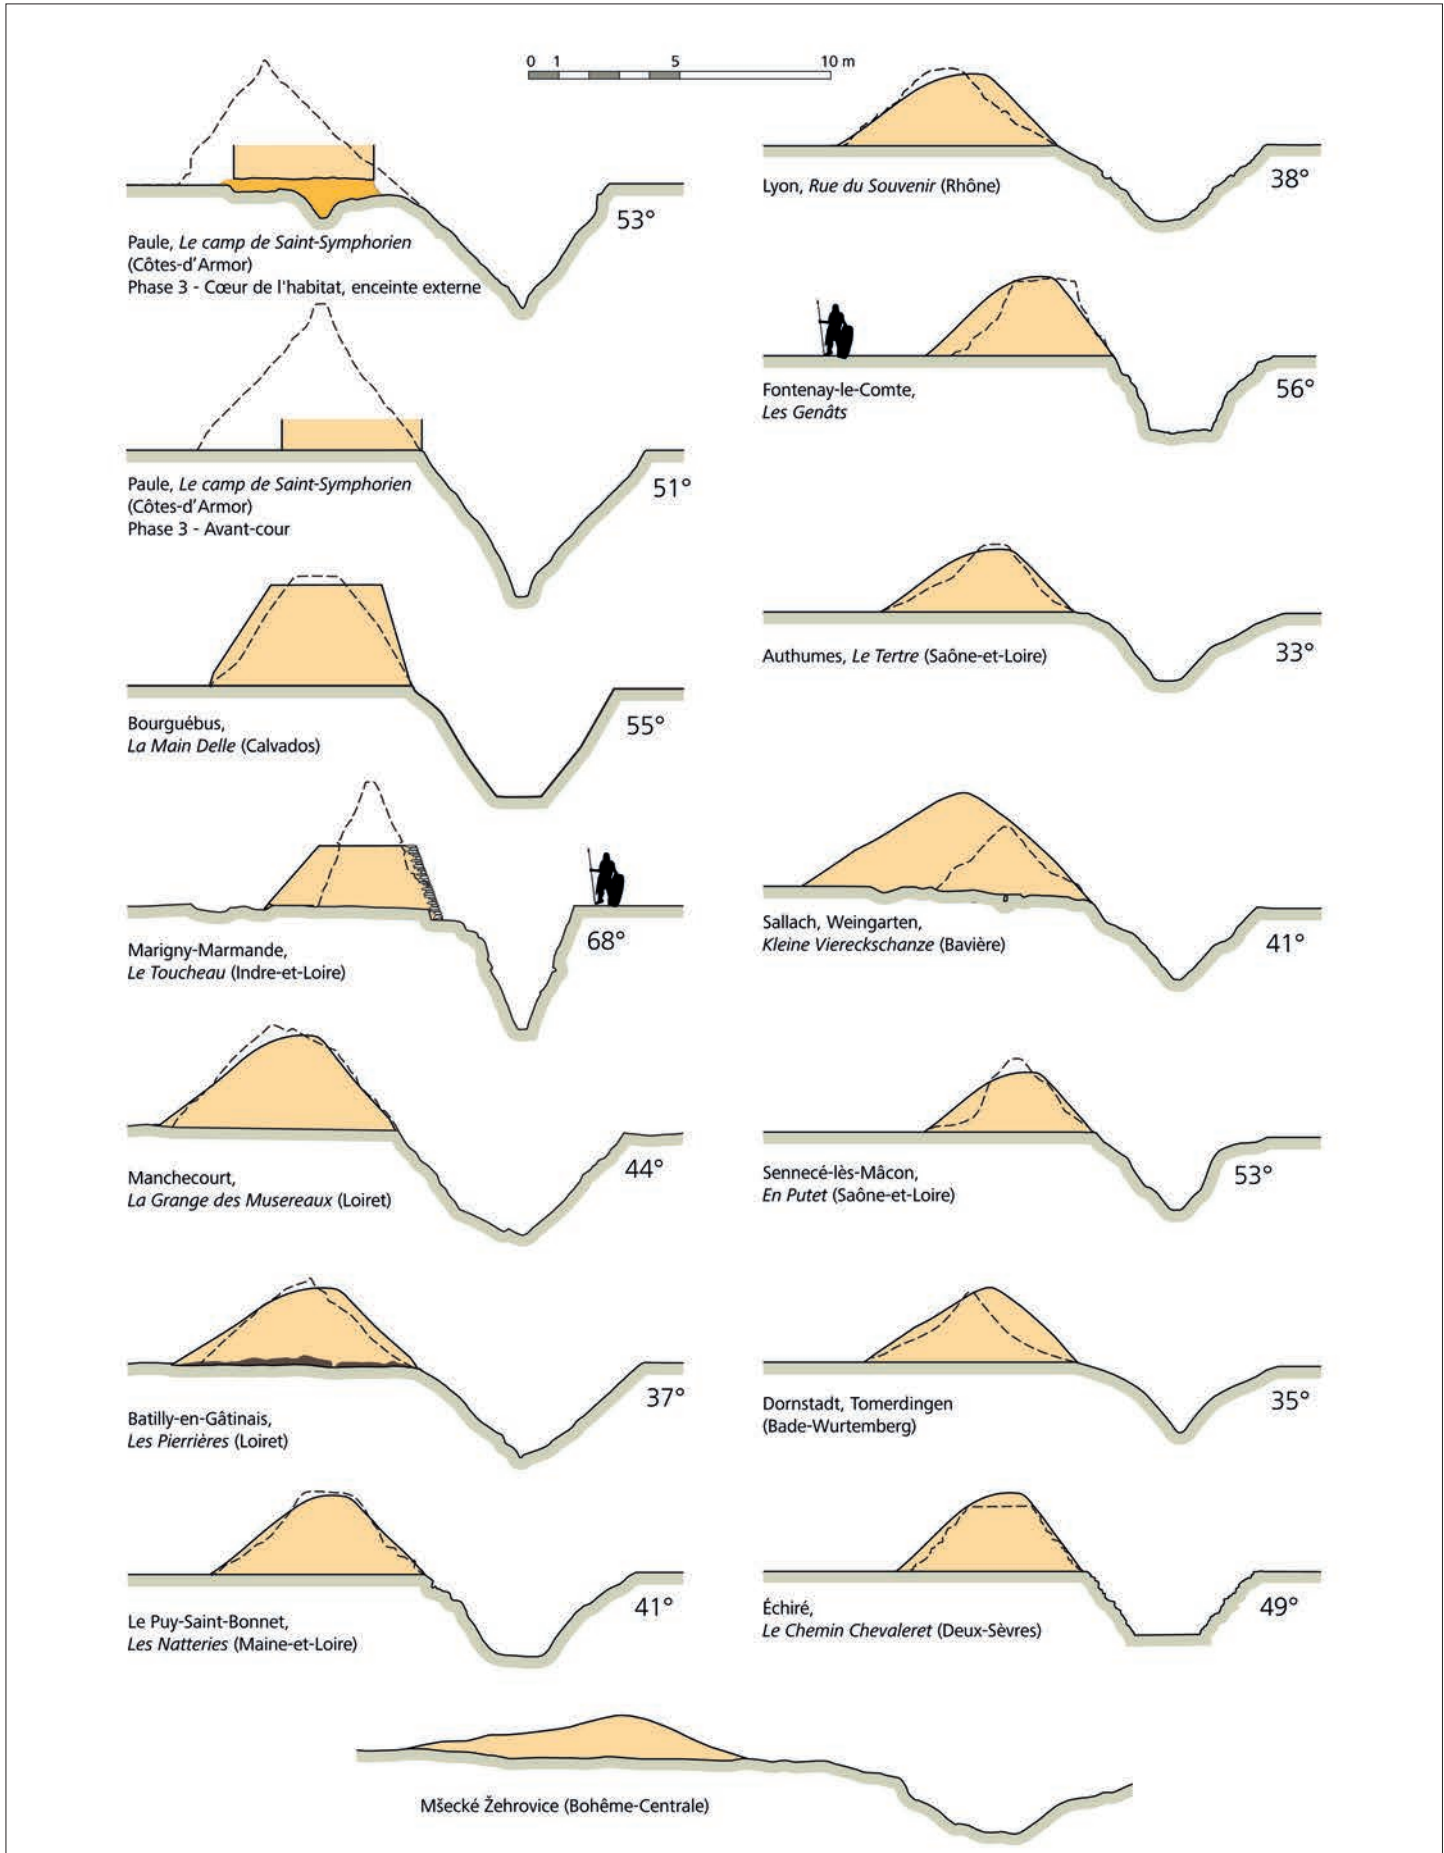 0 1 5 10 m
Paule, Le camp de Saint-Symphorien
(Côtes-d'Armor)
Phase 3 - Cœur de l'habitat, enceinte externe
53°
Paule, Le camp de Saint-Symphorien
(Côtes-d'Armor)
Phase 3 - Avant-cour
51°
Bourguébus,
La Main Delle (Calvados)
55°
Marigny-Marmande,
Le Toucheau (Indre-et-Loire)
68°
Manchecourt,
La Grange des Musereaux (Loiret)
44°
Batilly-en-Gâtinais,
Les Pierrières (Loiret)
37°
Le Puy-Saint-Bonnet,
Les Natteries (Maine-et-Loire)
41°
Lyon, Rue du Souvenir (Rhône)
38°
Fontenay-le-Comte,
Les Genâts
56°
Authumes, Le Tertre (Saône-et-Loire)
33°
Sallach, Weingarten,
Kleine Viereckschanze (Bavière)
41°
Sennecé-lès-Mâcon,
En Putet (Saône-et-Loire)
53°
Dornstadt, Tomerdingen
(Bade-Wurtemberg)
35°
Échiré,
Le Chemin Chevaleret (Deux-Sèvres)
49°
Mšecké Žehrovice (Bohême-Centrale)